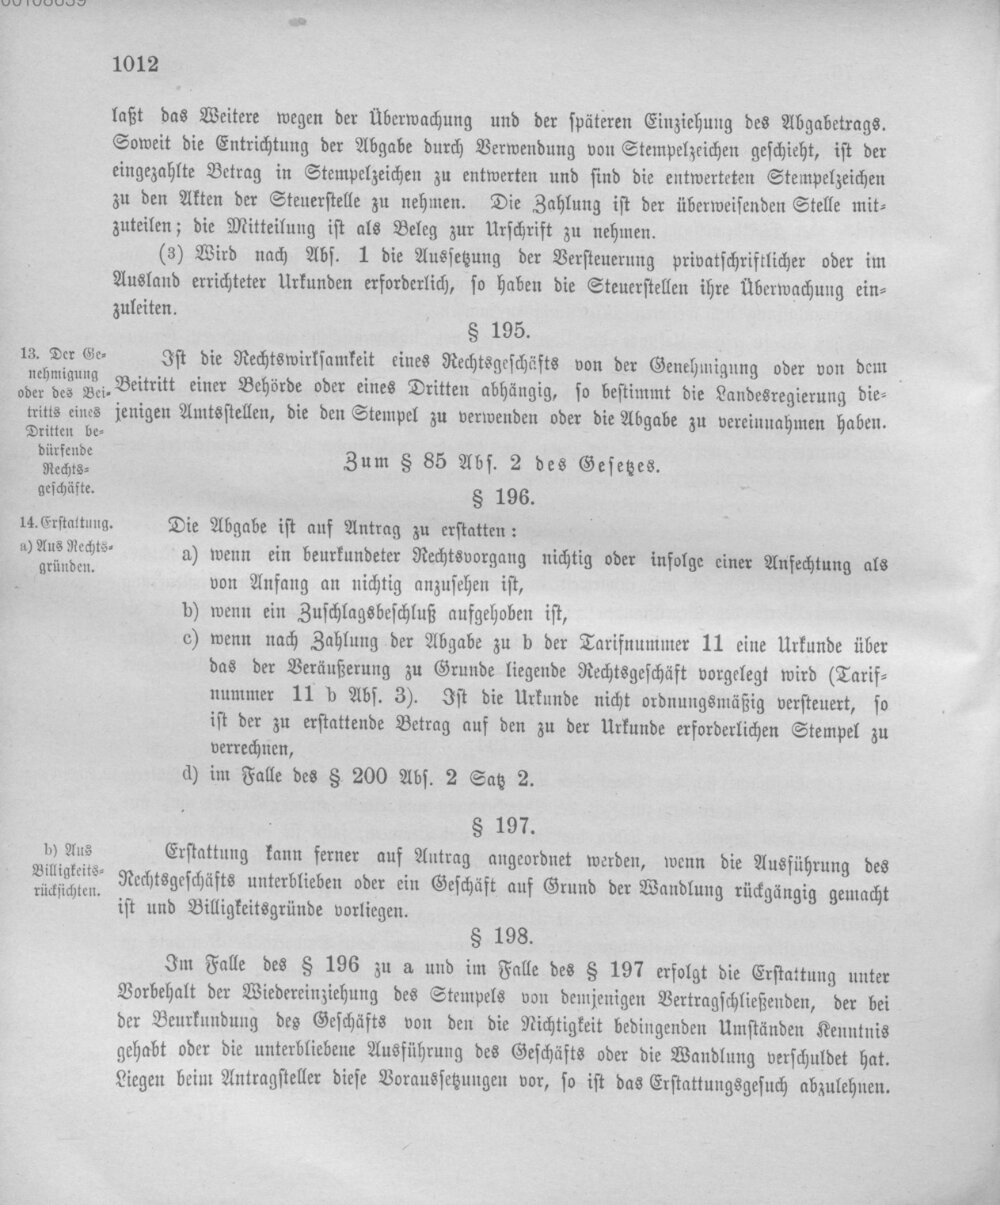 1012
laßt das Weitere wegen der Überwachung und der späteren Einziehung des Abgabetrags.
Soweit die Entrichtung der Abgabe durch Verwendung von Stempelzeichen geschieht, ist der
eingezahlte Betrag in Stempelzeichen zu entwerten und sind die entwerteten Stempelzeichen
zu den Akten der Steuerstelle zu nehmen. Die Zahlung ist der überweisenden Stelle mit-
zuteilen; die Mitteilung ist als Beleg zur Urschrift zu nehmen.
(3) Wird nach Abs. 1 die Aussetzung der Versteuerung privatschriftlicher oder im
Ausland errichteter Urkunden erforderlich, so haben die Steuerstellen ihre Überwachung ein-
zuleiten.
§ 195.
13. Der Ge-
nehmigung
oder des Bei-
tritts eines
Dritten be-
dürfende
Rechts-
geschäfte.
Ist die Rechtswirksamkeit eines Rechtsgeschäfts von der Genehmigung oder von dem
Beitritt einer Behörde oder eines Dritten abhängig, so bestimmt die Landesregierung die-
jenigen Amtsstellen, die den Stempel zu verwenden oder die Abgabe zu vereinnahmen haben.
Zum § 85 Abs. 2 des Gesetzes.
§ 196.
14. Erstattung.
a) Aus Rechts-
gründen.
Die Abgabe ist auf Antrag zu erstatten:
a) wenn ein beurkundeter Rechtsvorgang nichtig oder infolge einer Anfechtung als
von Anfang an nichtig anzusehen ist,
b) wenn ein Zuschlagsbeschluß aufgehoben ist,
c) wenn nach Zahlung der Abgabe zu b der Tarifnummer 11 eine Urkunde über
das der Veräußerung zu Grunde liegende Rechtsgeschäft vorgelegt wird (Tarif-
nummer 11 b Abs. 3). Ist die Urkunde nicht ordnungsmäßig versteuert, so
ist der zu erstattende Betrag auf den zu der Urkunde erforderlichen Stempel zu
verrechnen,
d) im Falle des § 200 Abs. 2 Satz 2.
§ 197.
b) Aus
Billigkeits-
rücksichten.
Erstattung kann ferner auf Antrag angeordnet werden, wenn die Ausführung des
Rechtsgeschäfts unterblieben oder ein Geschäft auf Grund der Wandlung rückgängig gemacht
ist und Billigkeitsgründe vorliegen.
§ 198.
Im Falle des § 196 zu a und im Falle des § 197 erfolgt die Erstattung unter
Vorbehalt der Wiedereinziehung des Stempels von demjenigen Vertragschließenden, der bei
der Beurkundung des Geschäfts von den die Nichtigkeit bedingenden Umständen Kenntnis
gehabt oder die unterbliebene Ausführung des Geschäfts oder die Wandlung verschuldet hat.
Liegen beim Antragsteller diese Voraussetzungen vor, so ist das Erstattungsgesuch abzulehnen.